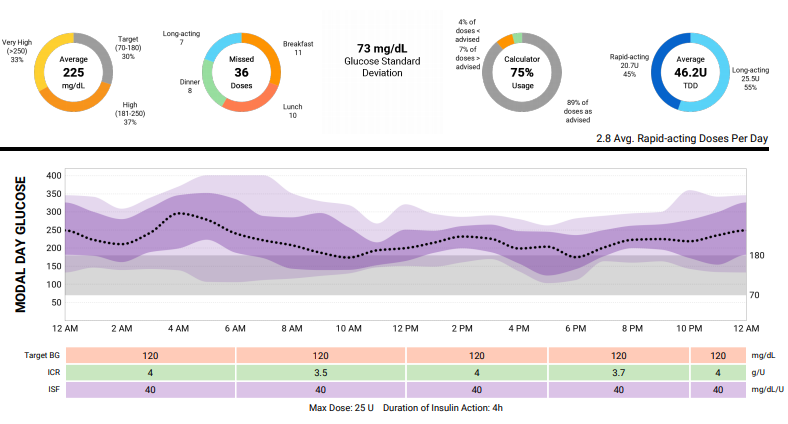 Very High
(>250)
33%
Average
225
mg/dL
Target
(70-180)
30%
High
(181-250)
37%
Long-acting
7
Missed
36
Doses
Breakfast
11
Dinner
8
Lunch
10
73 mg/dL
Glucose Standard
Deviation
4% of
doses <
advised
7% of
doses >
advised
Calculator
75%
Usage
89% of
doses as
advised
Rapid-acting
20.7U
45%
Average
46.2U
TDD
Long-acting
25.5U
55%
2.8 Avg. Rapid-acting Doses Per Day
MODAL DAY GLUCOSE
400
350
300
250
200
150
100
50
180
70
12 AM 2 AM 4 AM 6 AM 8 AM 10 AM 12 PM 2 PM 4 PM 6 PM 8 PM 10 PM 12 AM
Target BG 120 120 120 120 120 mg/dL
ICR 4 3.5 4 3.7 4 g/U
ISF 40 40 40 40 40 mg/dL/U
Max Dose: 25 U Duration of Insulin Action: 4h